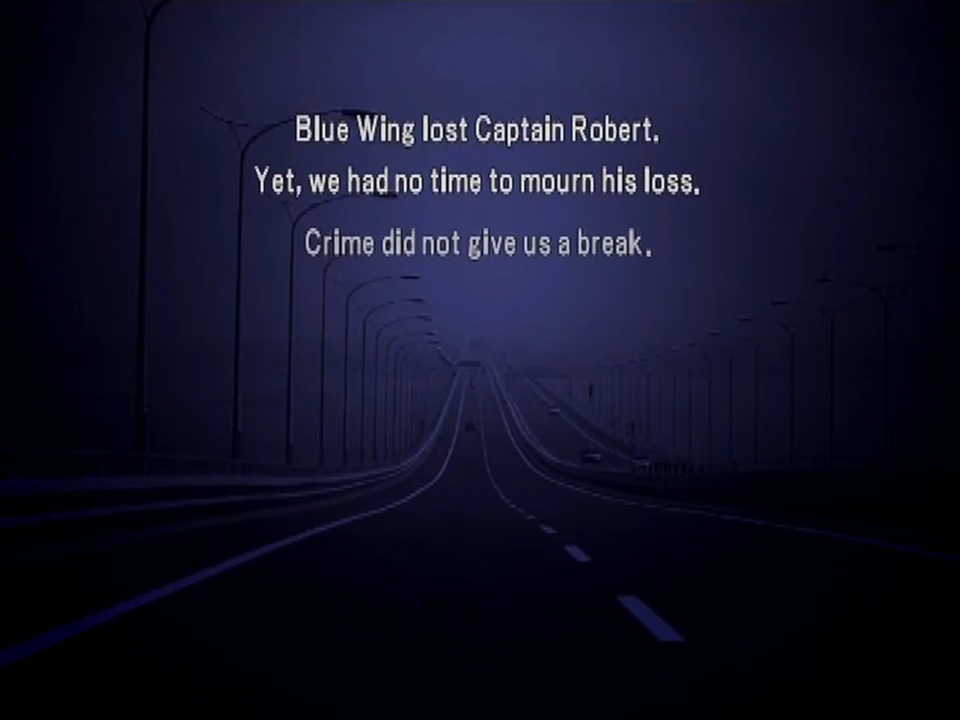 Blue Wing lost Captain Robert.
Yet, we had no time to mourn his loss.
Crime did not give us a break.